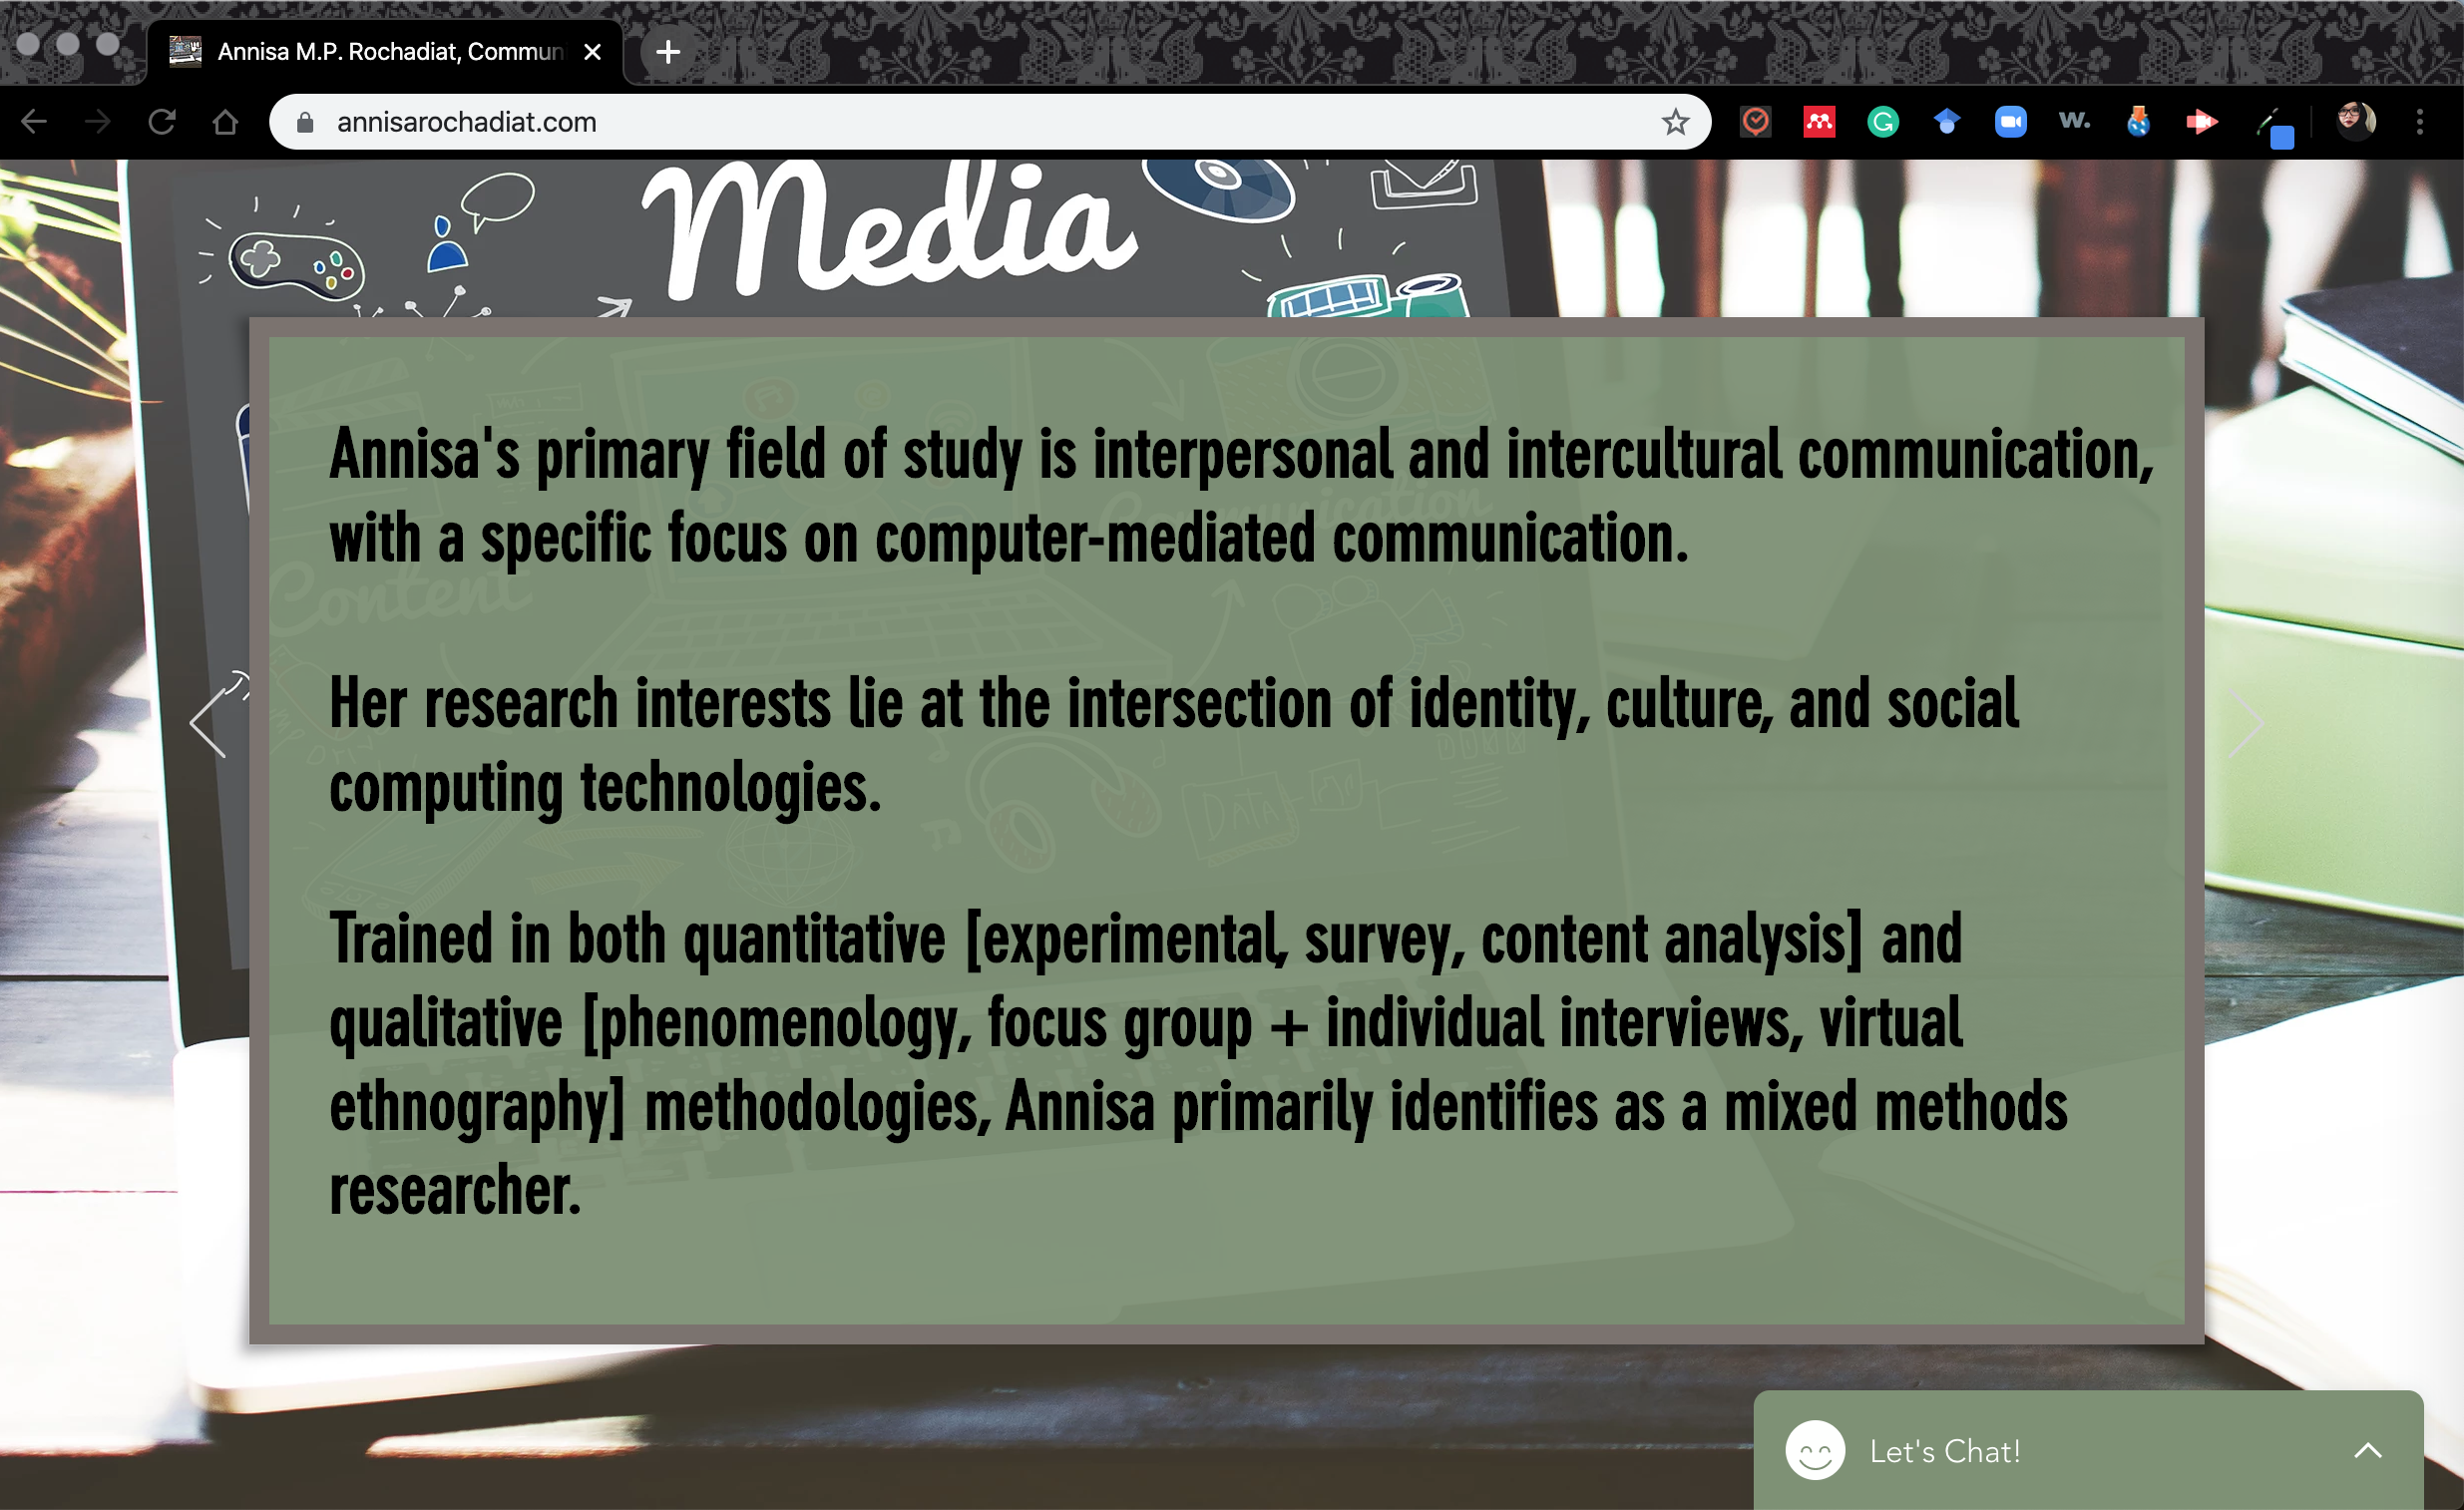 Annisa M.P. Rochadiat, Commun
annisarochadiat.com
w.
Media
Annisa's primary field of study is interpersonal and intercultural communication,
with a specific focus on computer-mediated communication.
Communication
Content
Her research interests lie at the intersection of identity, culture, and social
computing technologies.
DATA
Trained in both quantitative [experimental, survey, content analysis] and
qualitative [phenomenology, focus group + individual interviews, virtual
ethnography] methodologies, Annisa primarily identifies as a mixed methods
researcher.
Let's Chat!